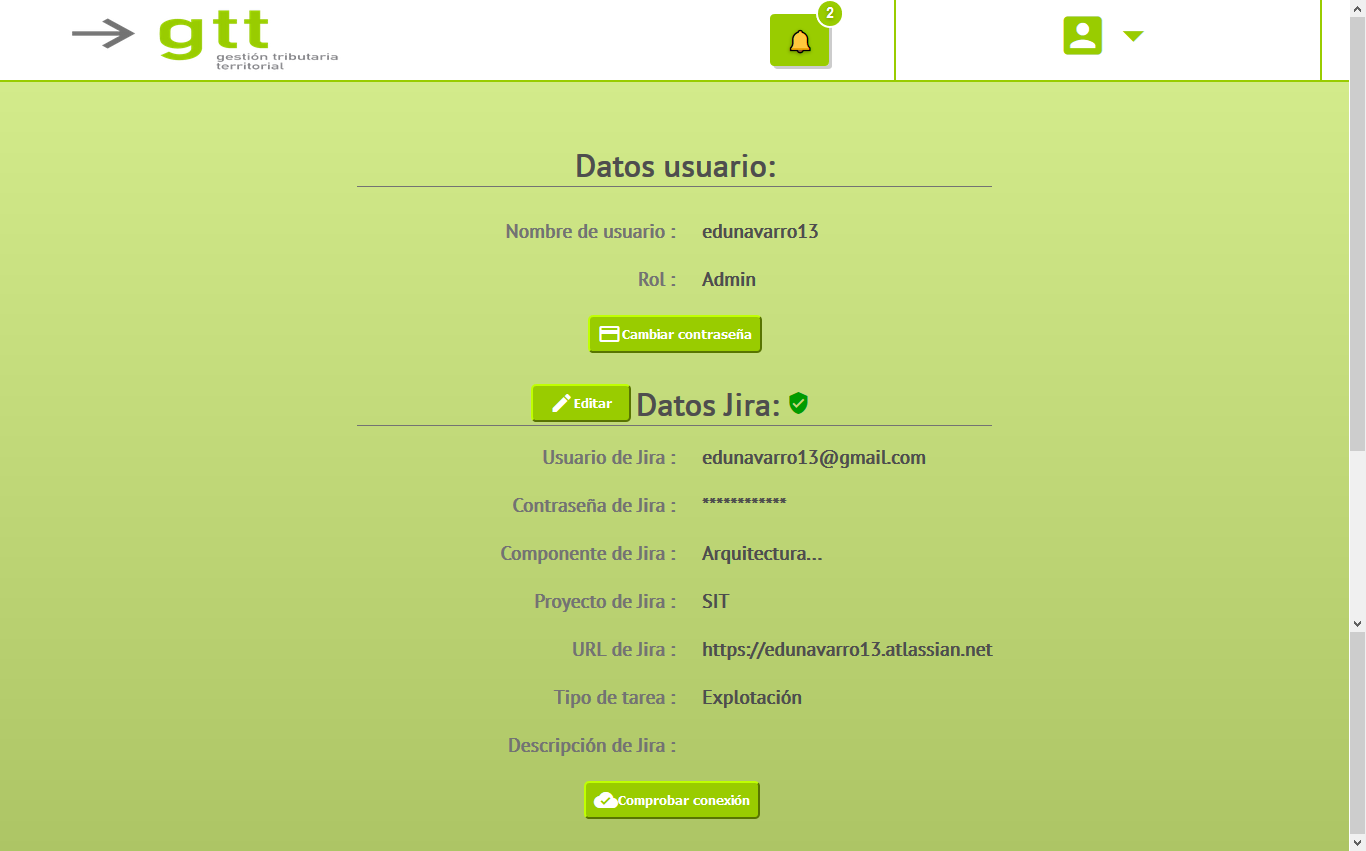 gtt
gestión tributaria
territorial
2
Datos usuario:
Nombre de usuario : edunavarro13
Rol : Admin
Cambiar contraseña
Editar Datos Jira:
Usuario de Jira : edunavarro13@gmail.com
Contraseña de Jira : ************
Componente de Jira : Arquitectura...
Proyecto de Jira : SIT
URL de Jira : https://edunavarro13.atlassian.net
Tipo de tarea : Explotación
Descripción de Jira :
Comprobar conexión